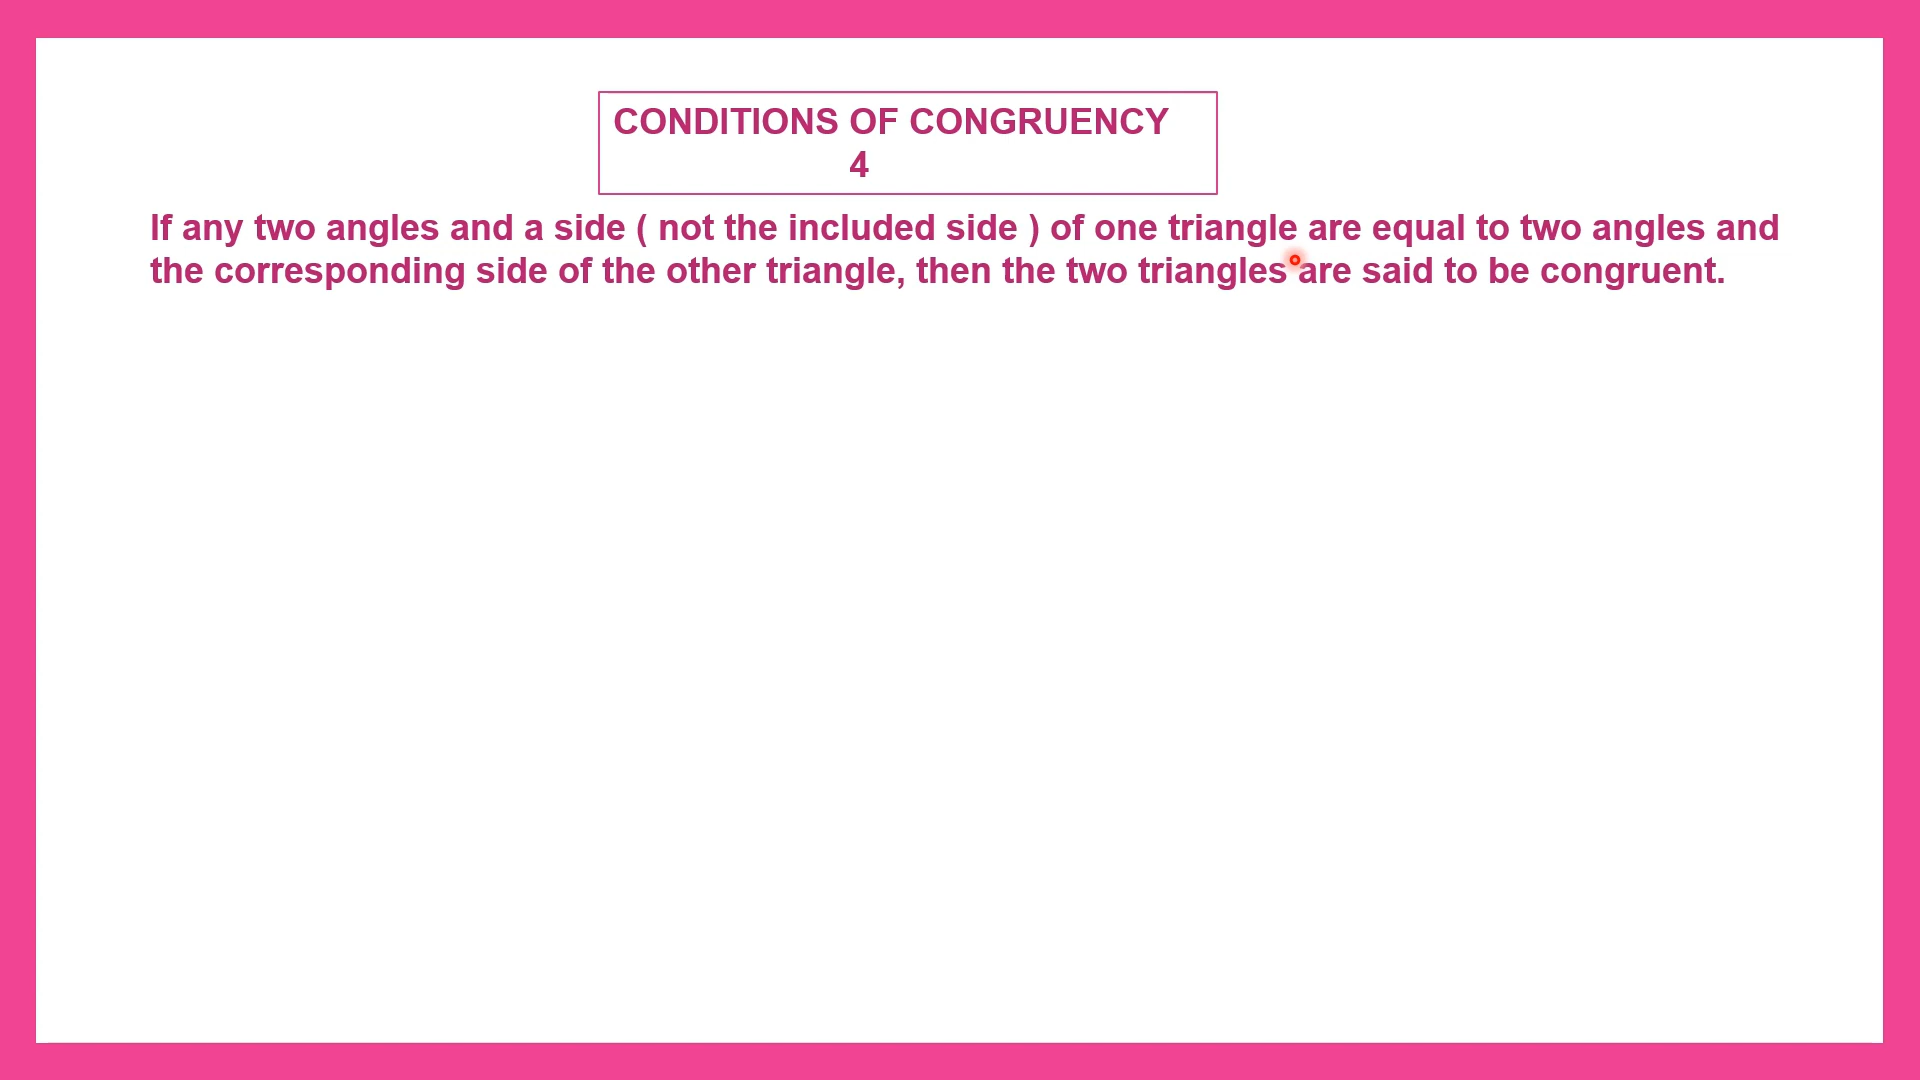 CONDITIONS OF CONGRUENCY
4
If any two angles and a side ( not the included side ) of one triangle are equal to two angles and
the corresponding side of the other triangle, then the two triangles are said to be congruent.